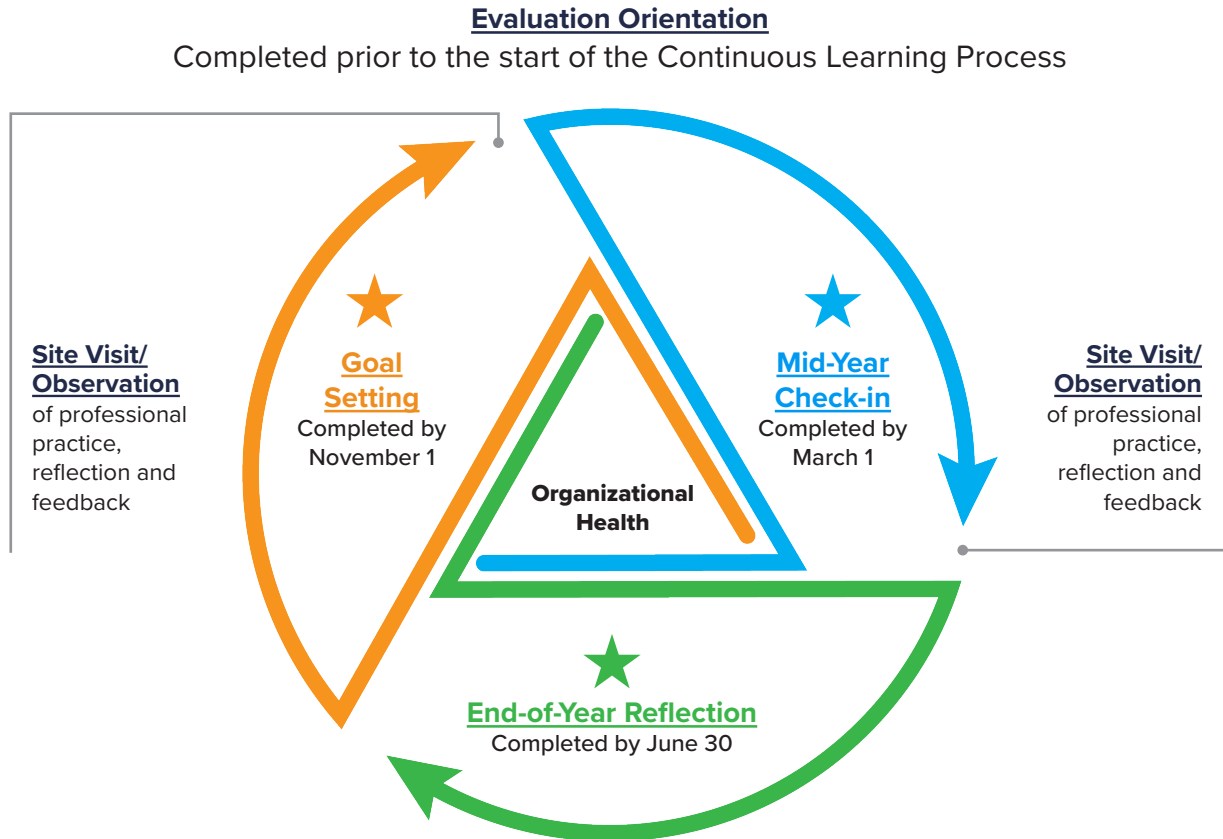 Evaluation Orientation
Completed prior to the start of the Continuous Learning Process
Site Visit/
Observation
of professional
practice,
reflection and
feedback
Goal
Setting
Completed by
November 1
Mid-Year
Check-in
Completed by
March 1
Site Visit/
Observation
of professional
practice,
reflection and
feedback
Organizational
Health
End-of-Year Reflection
Completed by June 30